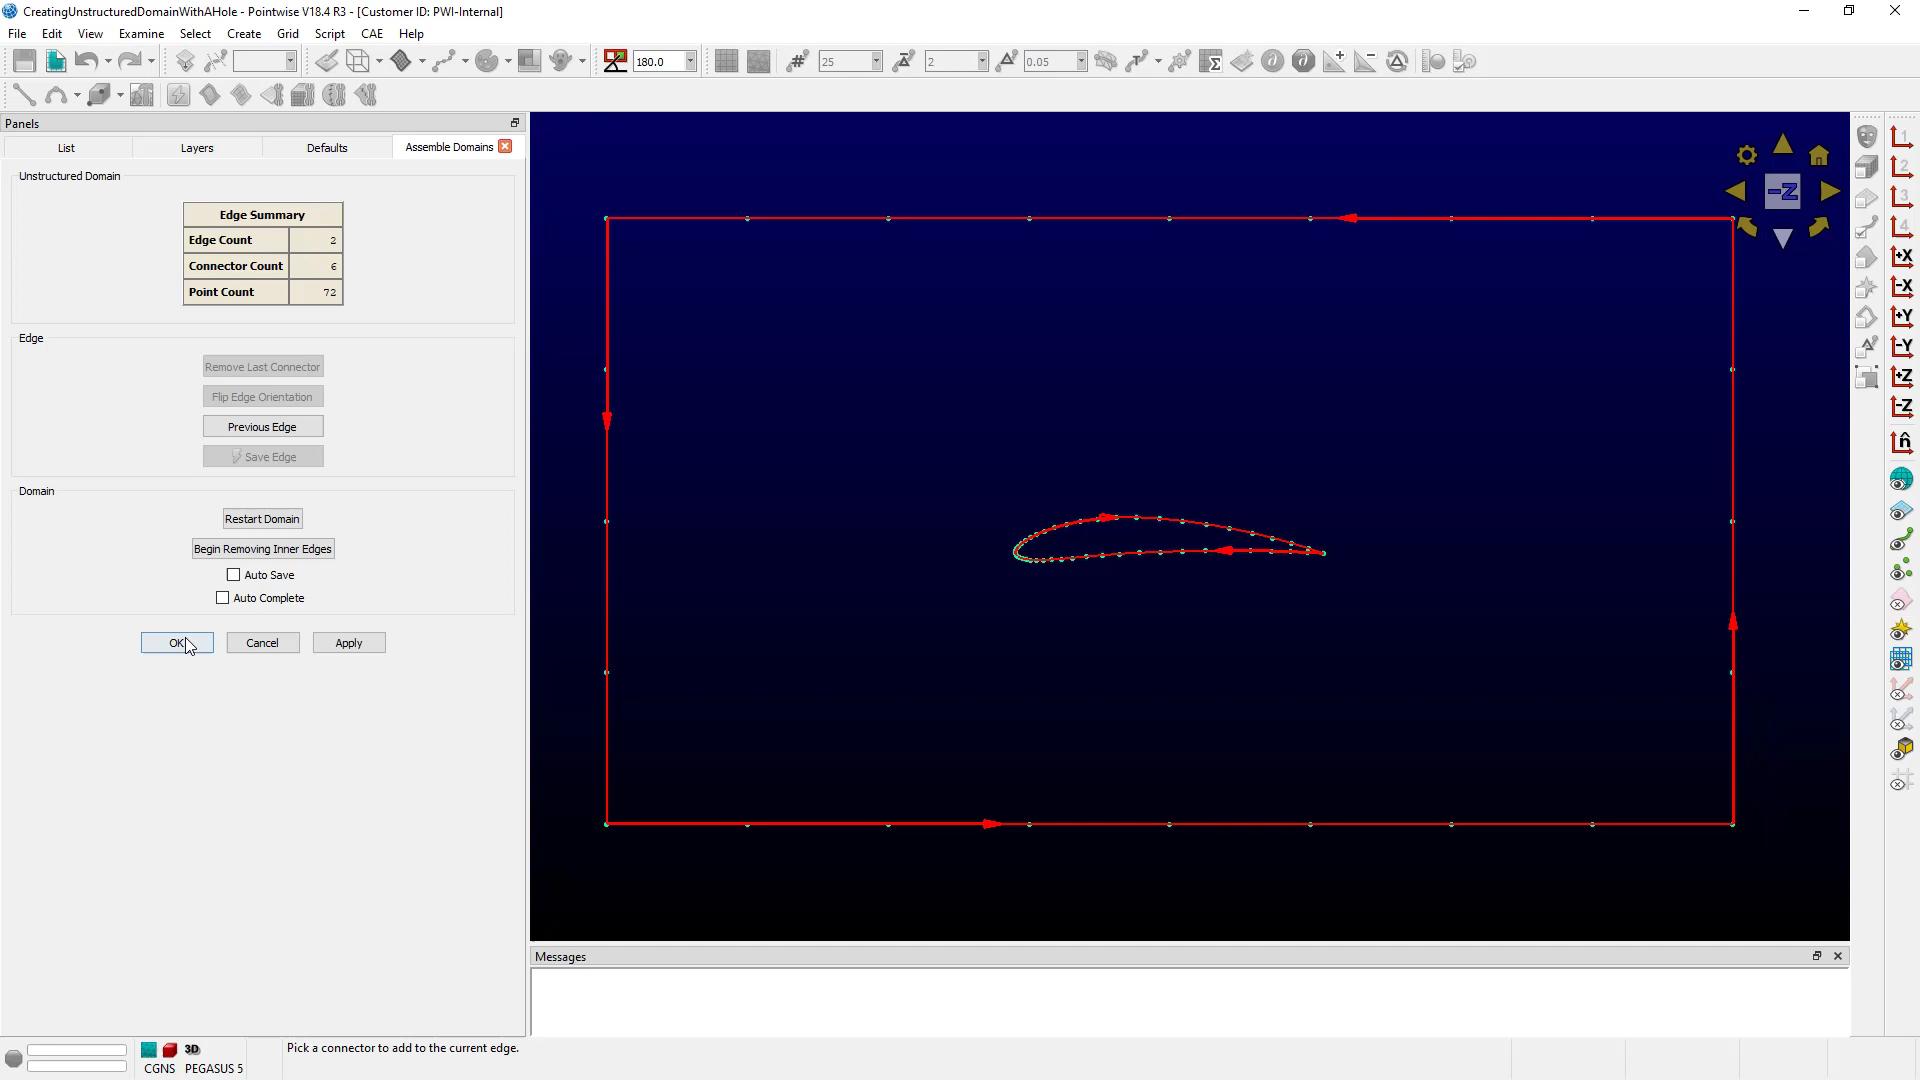 CreatingUnstructuredDomainWithAHole - Pointwise V18.4 R3 - [Customer ID: PWI-Internal]
File Edit View Examine Select Create Grid Script CAE Help
180.0 25 2 0.05
Panels
List Layers Defaults Assemble Domains
Unstructured Domain
Edge Summary
Edge Count 2
Connector Count 6
Point Count 72
Edge
Remove Last Connector
Flip Edge Orientation
Previous Edge
Save Edge
Domain
Restart Domain
Begin Removing Inner Edges
Auto Save
Auto Complete
OK Cancel Apply
-Z
1
2
3
4
+X
-X
+Y
-Y
+Z
-Z
n̂
Messages
3D
CGNS PEGASUS 5
Pick a connector to add to the current edge.